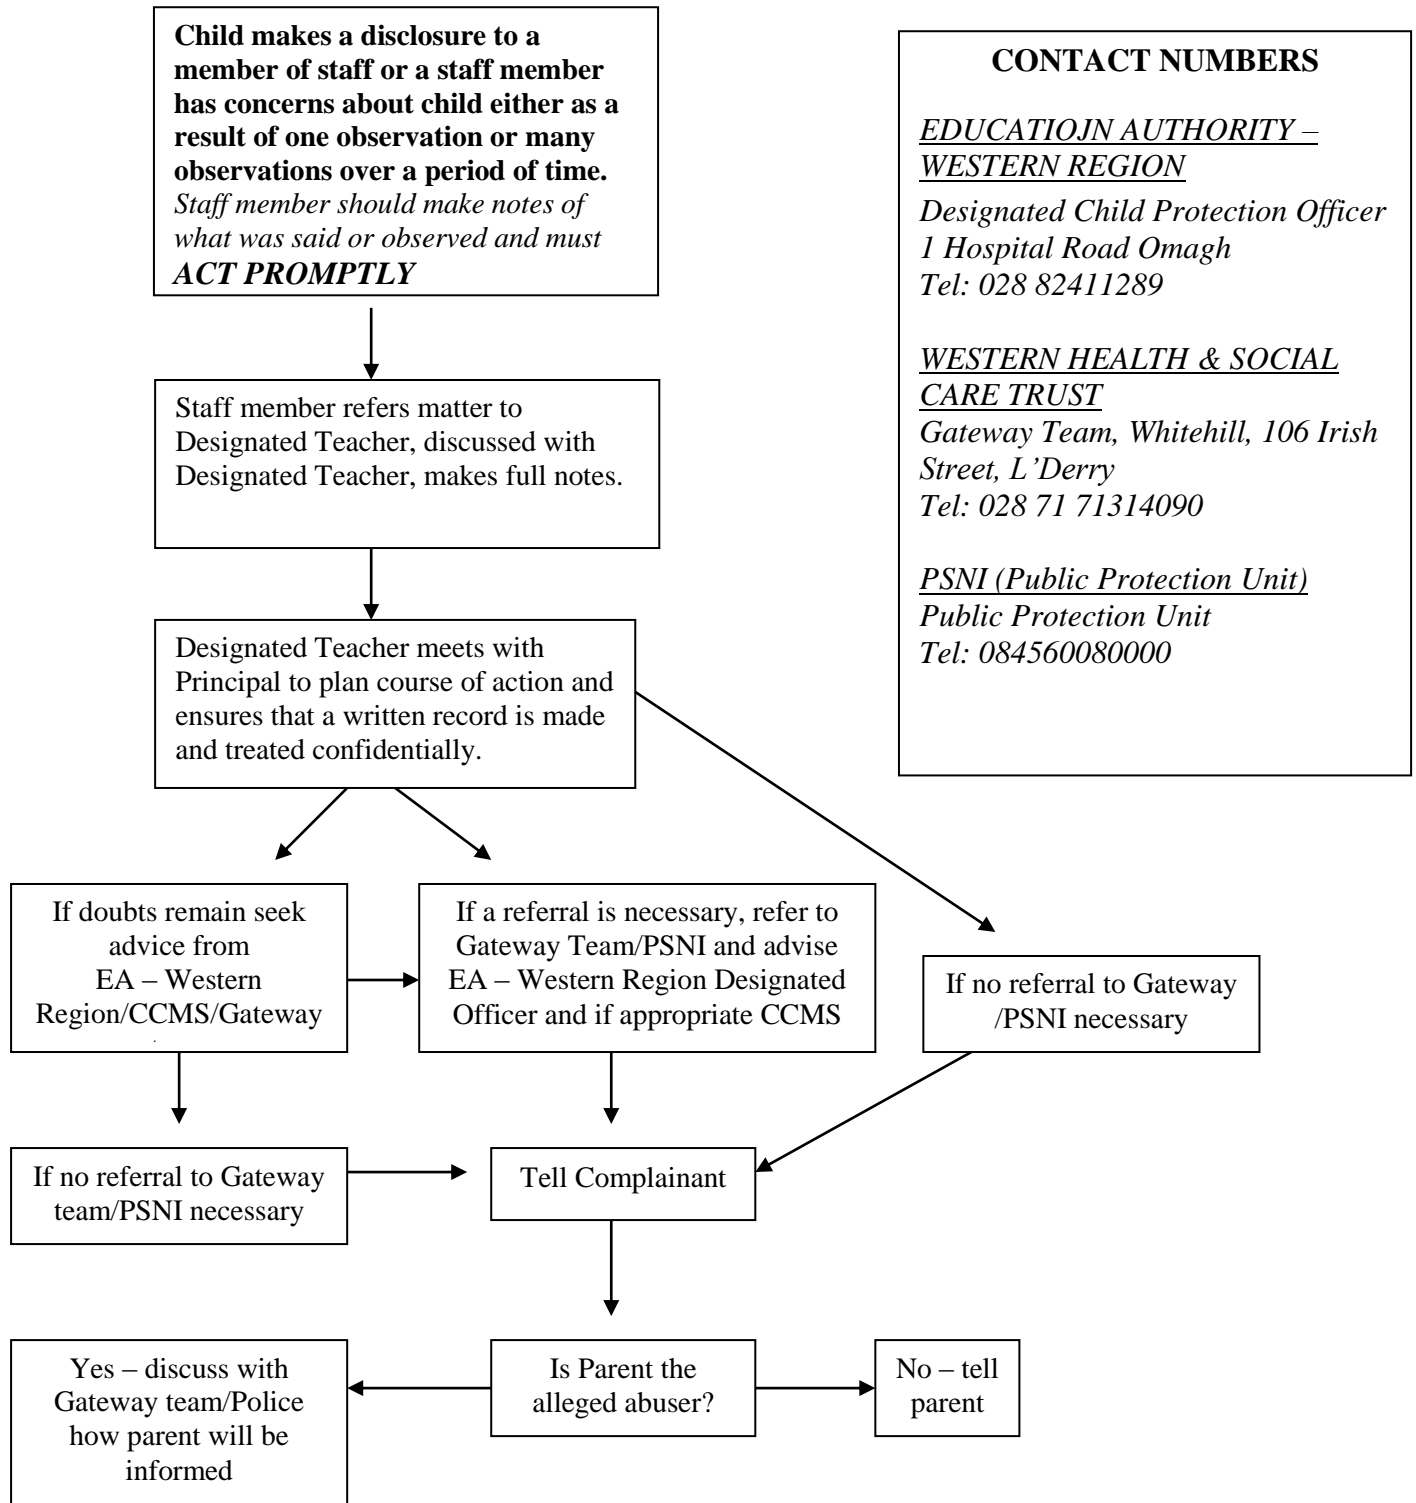 Child makes a disclosure to a
member of staff or a staff member
has concerns about child either as a
result of one observation or many
observations over a period of time.
Staff member should make notes of
what was said or observed and must
ACT PROMPTLY
CONTACT NUMBERS
EDUCATIOJN AUTHORITY –
WESTERN REGION
Designated Child Protection Officer
1 Hospital Road Omagh
Tel: 028 82411289
WESTERN HEALTH & SOCIAL
CARE TRUST
Gateway Team, Whitehill, 106 Irish
Street, L’Derry
Tel: 028 71 71314090
PSNI (Public Protection Unit)
Public Protection Unit
Tel: 084560080000
Staff member refers matter to
Designated Teacher, discussed with
Designated Teacher, makes full notes.
Designated Teacher meets with
Principal to plan course of action and
ensures that a written record is made
and treated confidentially.
If doubts remain seek
advice from
EA – Western
Region/CCMS/Gateway
If a referral is necessary, refer to
Gateway Team/PSNI and advise
EA – Western Region Designated
Officer and if appropriate CCMS
If no referral to Gateway
/PSNI necessary
If no referral to Gateway
team/PSNI necessary
Tell Complainant
Yes – discuss with
Gateway team/Police
how parent will be
informed
Is Parent the
alleged abuser?
No – tell
parent